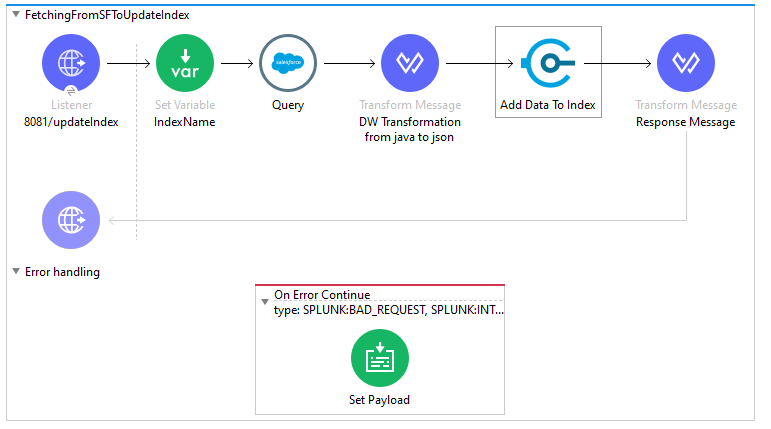 FetchingFromSFToUpdateIndex
var
salesforce
Listener
8081/updateIndex
Set Variable
IndexName
Query
Transform Message
DW Transformation
from java to json
Add Data To Index
Transform Message
Response Message
Error handling
On Error Continue
type: SPLUNK:BAD_REQUEST, SPLUNK:INT...
Set Payload